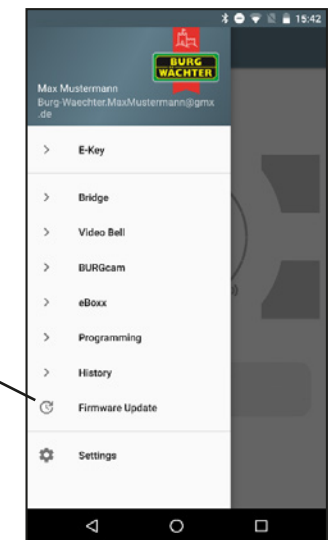 15:42
BURG
WÄCHTER
Max Mustermann
Burg-Waechter.MaxMustermann@gmx
.de
E-Key
Bridge
Video Bell
BURGcam
eBoxx
Programming
History
Firmware Update
Settings